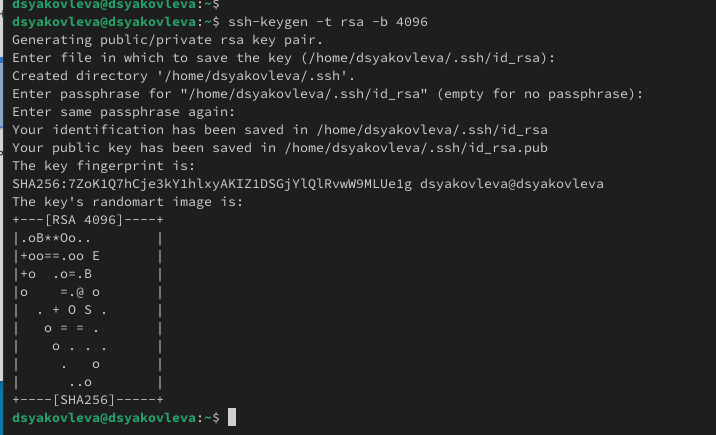 dsyakovleva@dsyakovleva:~$
dsyakovleva@dsyakovleva:~$ ssh-keygen -t rsa -b 4096
Generating public/private rsa key pair.
Enter file in which to save the key (/home/dsyakovleva/.ssh/id_rsa):
Created directory '/home/dsyakovleva/.ssh'.
Enter passphrase for "/home/dsyakovleva/.ssh/id_rsa" (empty for no passphrase):
Enter same passphrase again:
Your identification has been saved in /home/dsyakovleva/.ssh/id_rsa
Your public key has been saved in /home/dsyakovleva/.ssh/id_rsa.pub
The key fingerprint is:
SHA256:7ZoK1Q7hCje3kY1hlxyAKIZ1DSGjYlQlRvwW9MLUe1g dsyakovleva@dsyakovleva
The key's randomart image is:
+---[RSA 4096]----+
|.oB**Oo..        |
|+oo==.oo E       |
|+o  .o=.B        |
|o    =.@ o       |
|  . + O S .      |
|   o = = .       |
|    o . . .      |
|     .   o       |
|      ..o        |
+----[SHA256]-----+
dsyakovleva@dsyakovleva:~$